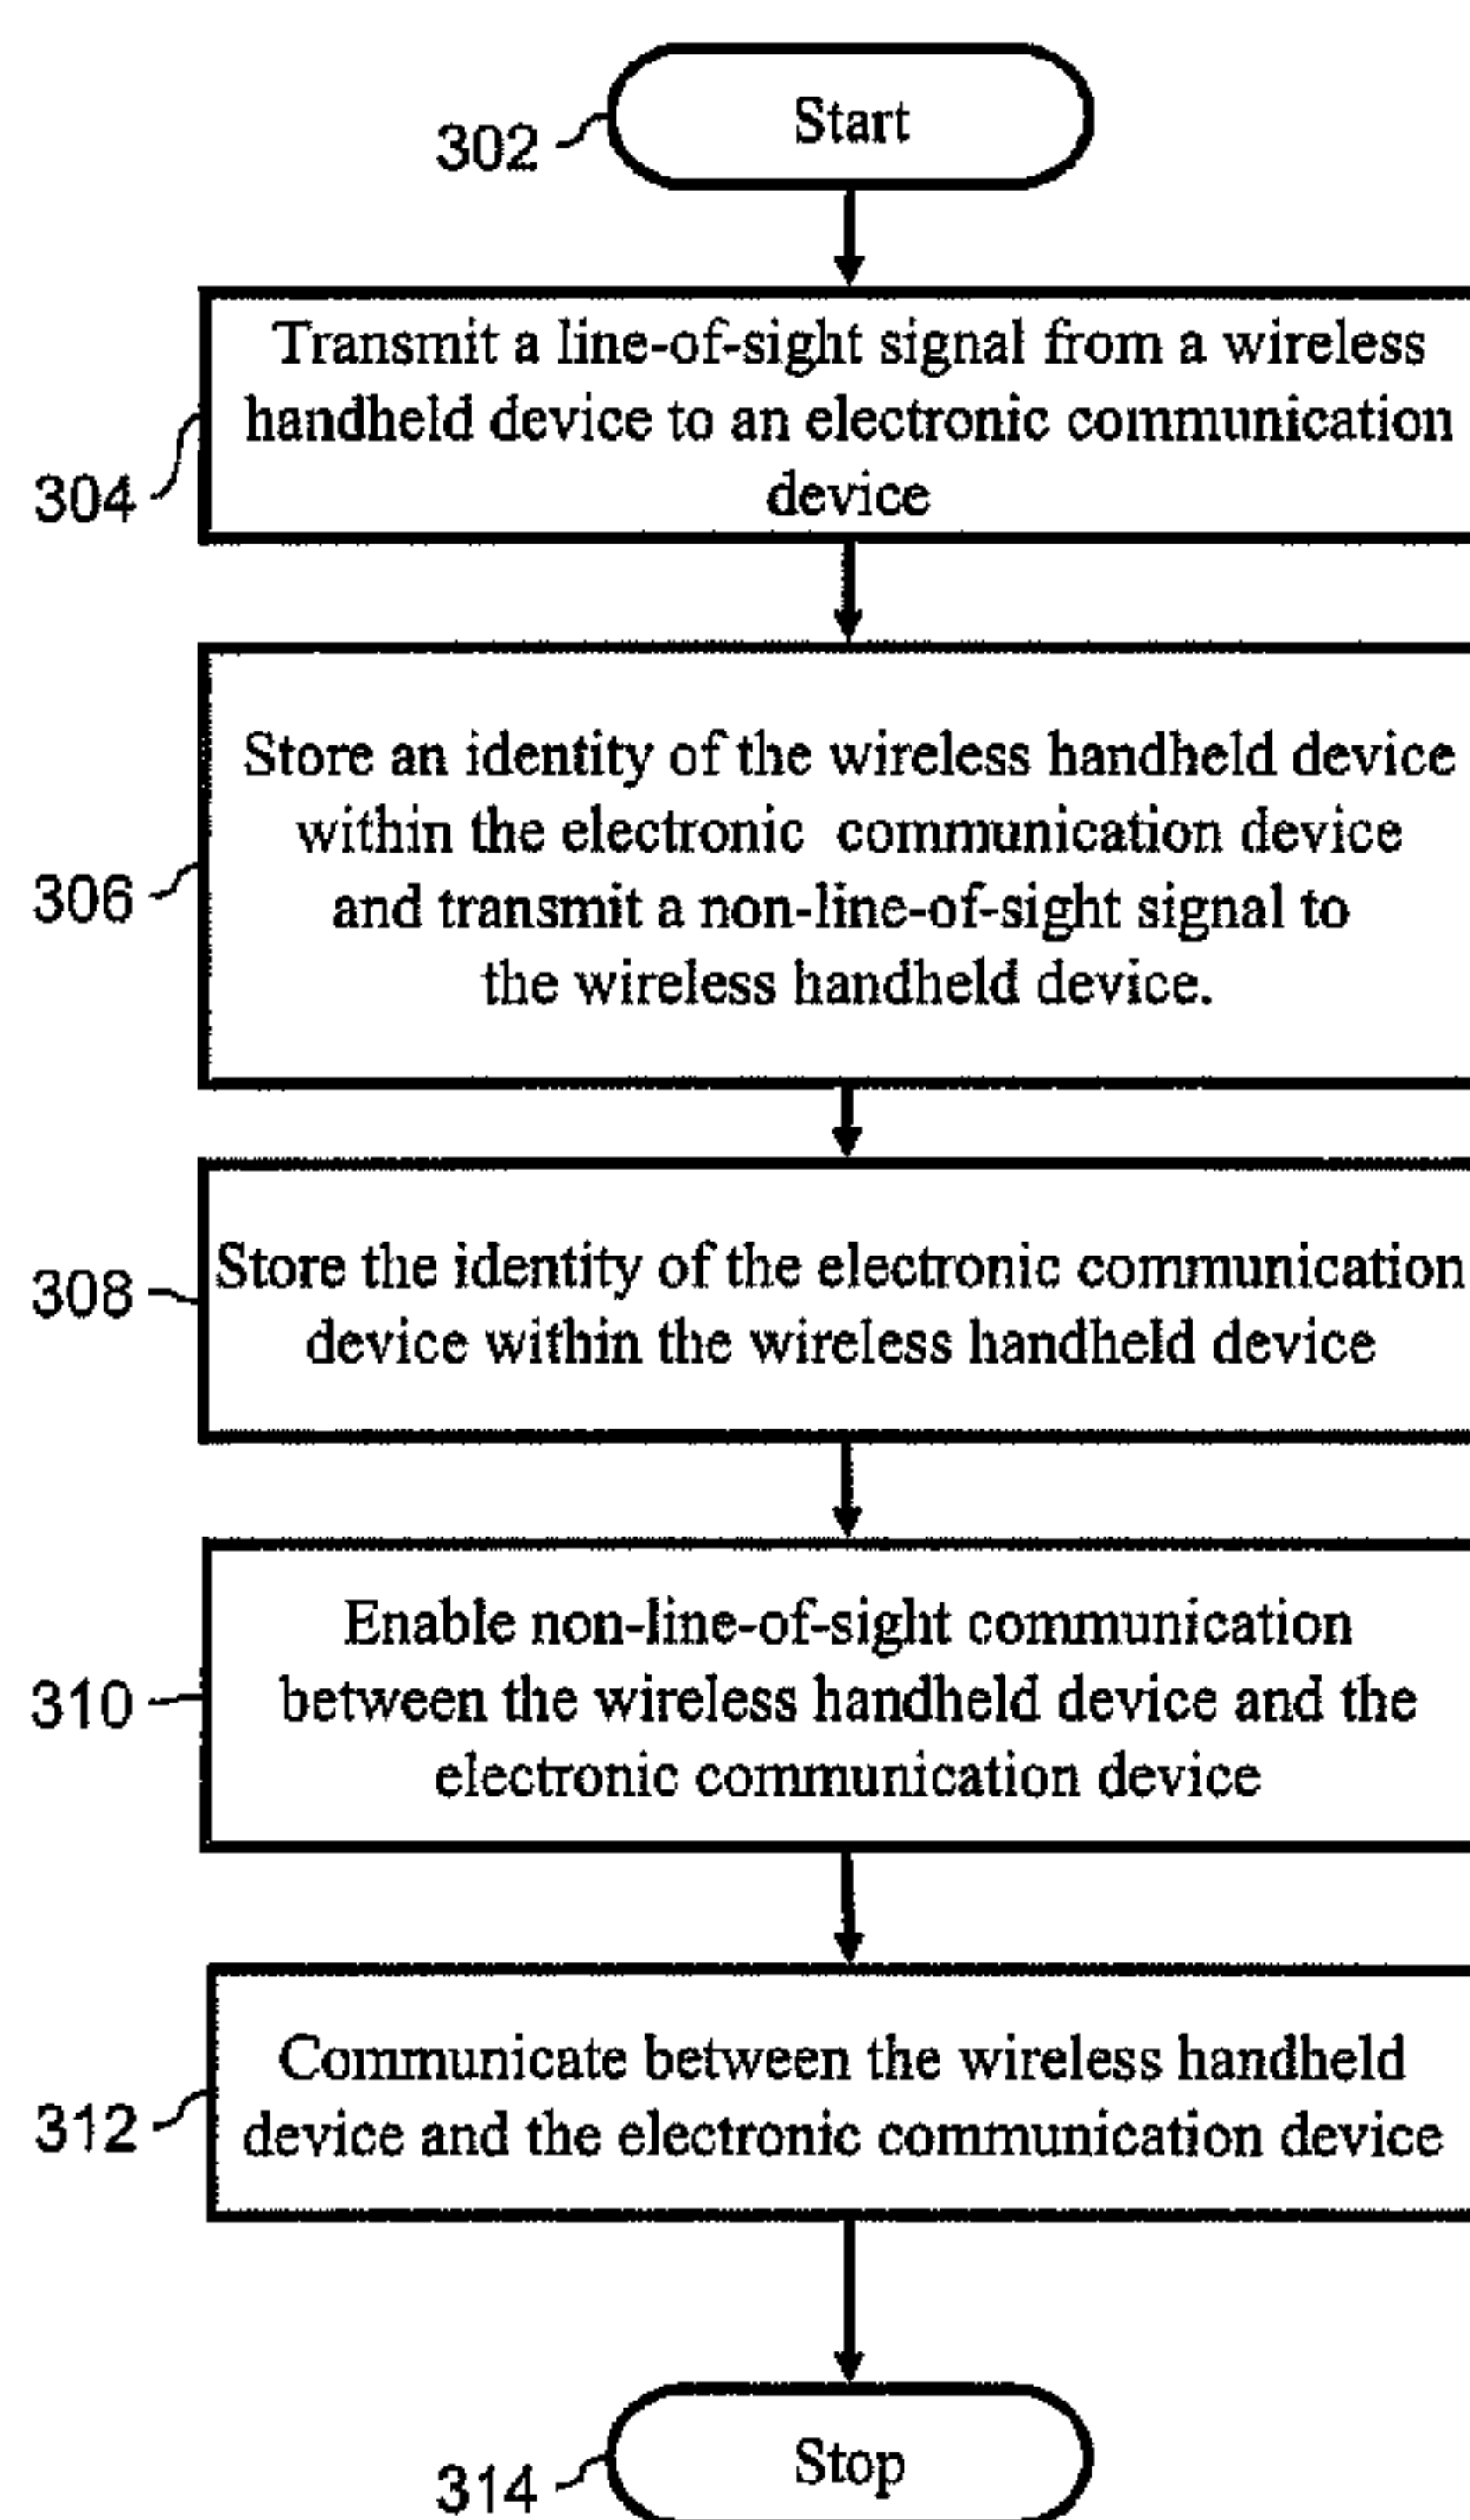 302
Start
304
Transmit a line-of-sight signal from a wireless
handheld device to an electronic communication
device
306
Store an identity of the wireless handheld device
within the electronic communication device
and transmit a non-line-of-sight signal to
the wireless handheld device.
308
Store the identity of the electronic communication
device within the wireless handheld device
310
Enable non-line-of-sight communication
between the wireless handheld device and the
electronic communication device
312
Communicate between the wireless handheld
device and the electronic communication device
314
Stop